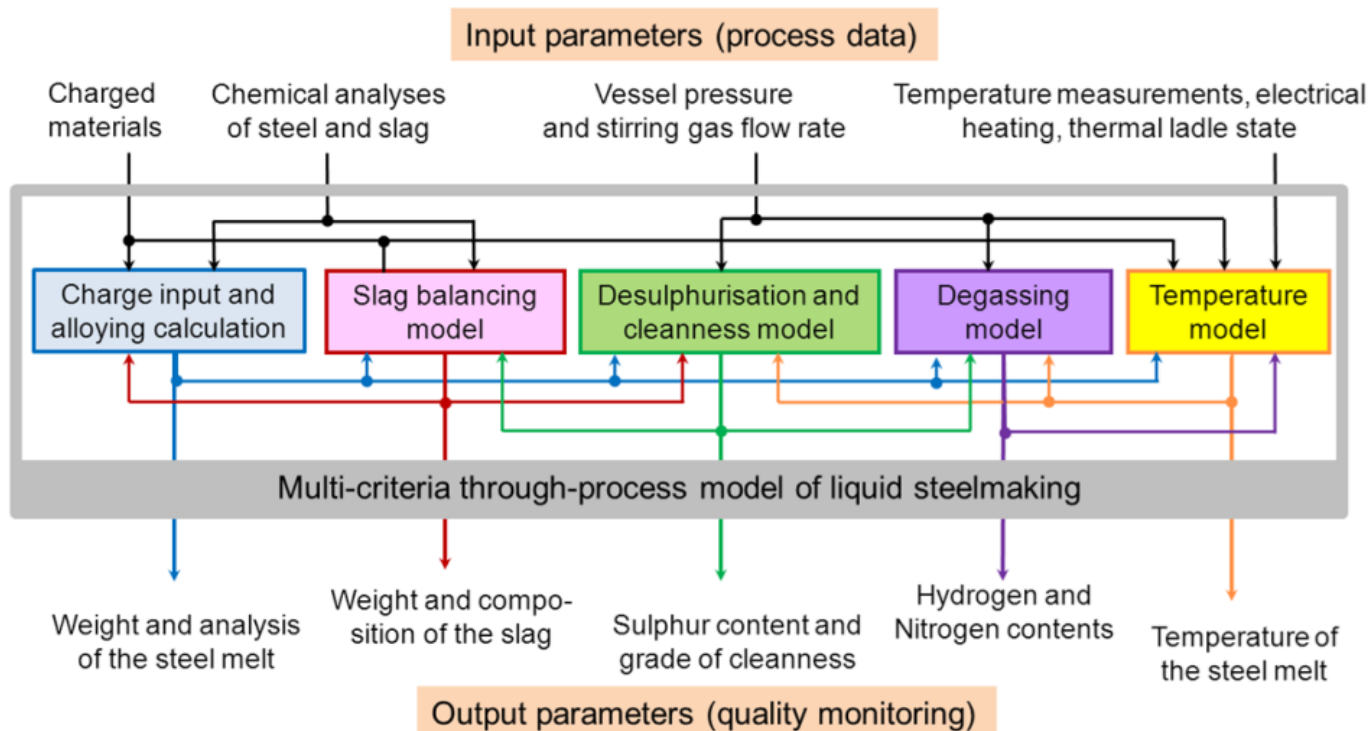 Input parameters (process data)
Charged
materials
Chemical analyses
of steel and slag
Vessel pressure
and stirring gas flow rate
Temperature measurements, electrical
heating, thermal ladle state
Charge input and
alloying calculation
Slag balancing
model
Desulphurisation and
cleanness model
Degassing
model
Temperature
model
Multi-criteria through-process model of liquid steelmaking
Weight and analysis
of the steel melt
Weight and compo-
sition of the slag
Sulphur content and
grade of cleanness
Hydrogen and
Nitrogen contents
Temperature of
the steel melt
Output parameters (quality monitoring)